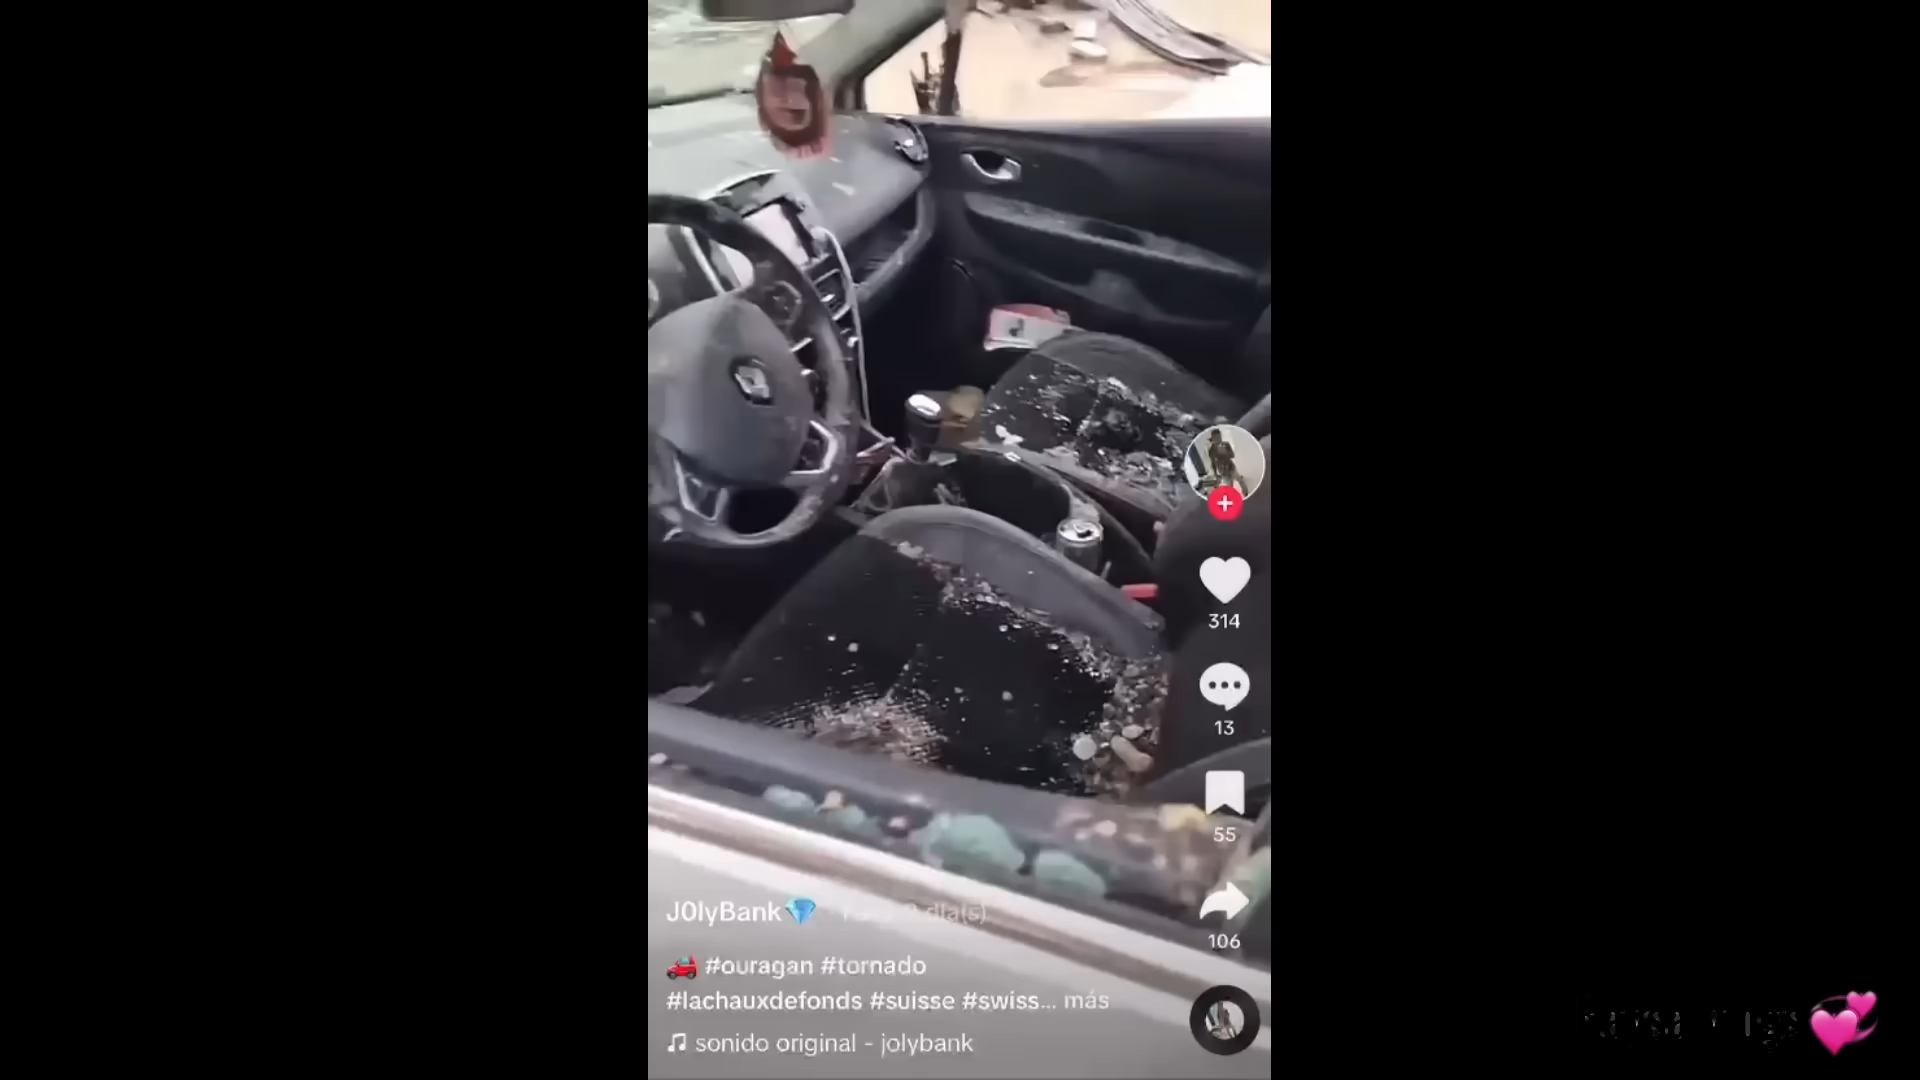 314
13
55
106
J0lyBank💎
🚗 #ouragan #tornado
#lachauxdefonds #suisse #swiss... más
sonido original - jolybank